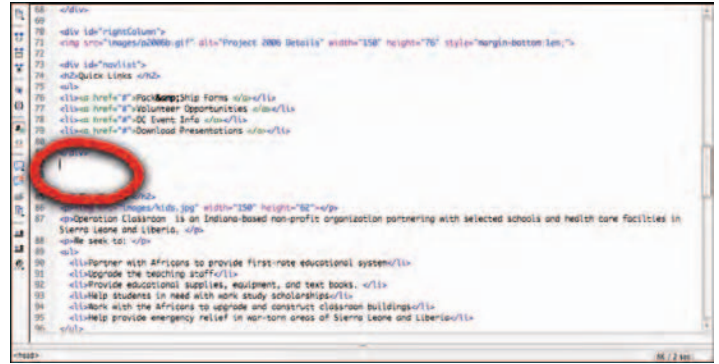 68 </div>
69
70 <div id="rightColumn">
71 <img src="images/p2006b.gif" alt="Project 2006 Details" width="150" height="76" style="margin-bottom:1em;">
72
73 <div id="navlist">
74 <h2>Quick Links </h2>
75 <ul>
76 <li><a href="#">Pack&amp;Ship Forms </a></li>
77 <li><a href="#">Volunteer Opportunities </a></li>
78 <li><a href="#">OC Event Info </a></li>
79 <li><a href="#">Download Presentations </a></li>
80
</div>
</h2>
86 "images/kids.jpg" width="150" height="62"></p>
87 <p>Operation Classroom is an Indiana-based non-profit organization partnering with selected schools and health care facilities in
Sierra Leone and Liberia. </p>
88 <p>We seek to: </p>
89 <ul>
90 <li>Partner with Africans to provide first-rate educational system</li>
91 <li>Upgrade the teaching staff</li>
92 <li>Provide educational supplies, equipment, and text books. </li>
93 <li>Help students in need with work study scholarships</li>
94 <li>Work with the Africans to upgrade and construct classroom buildings</li>
95 <li>Help provide emergency relief in war-torn areas of Sierra Leone and Liberia</li>
96 </ul>
<head>